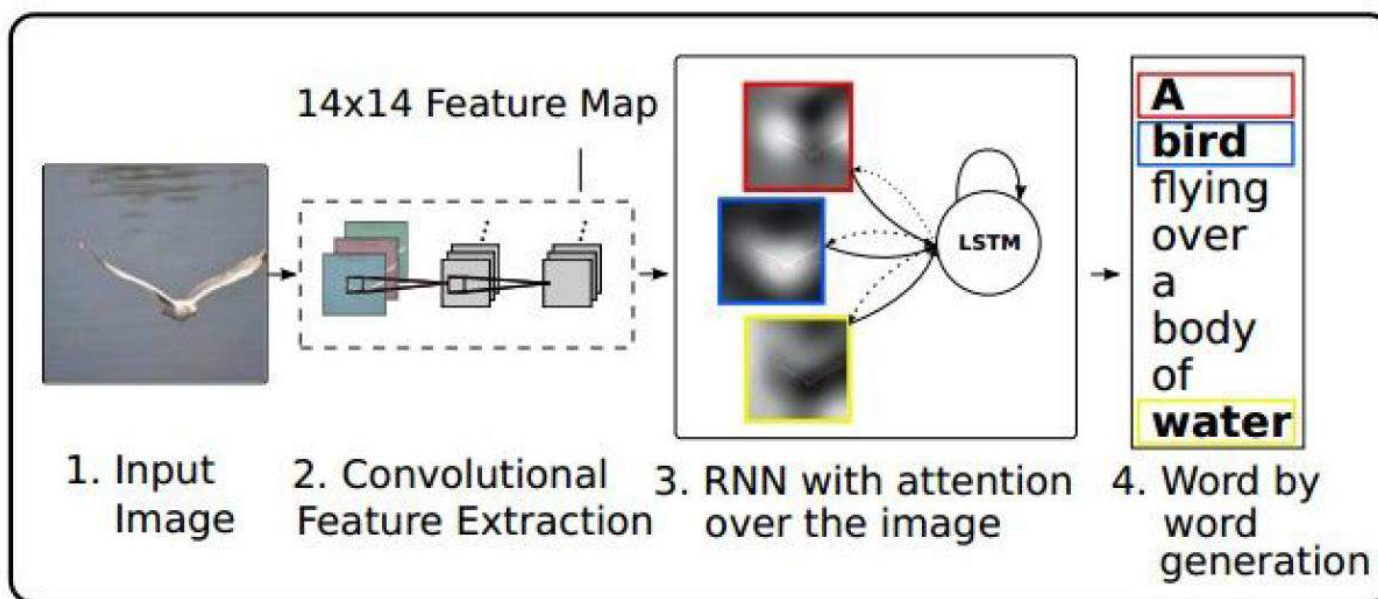 14x14 Feature Map
LSTM
A
bird
flying
over
a
body
of
water
1. Input
Image
2. Convolutional
Feature Extraction
3. RNN with attention
over the image
4. Word by
word
generation